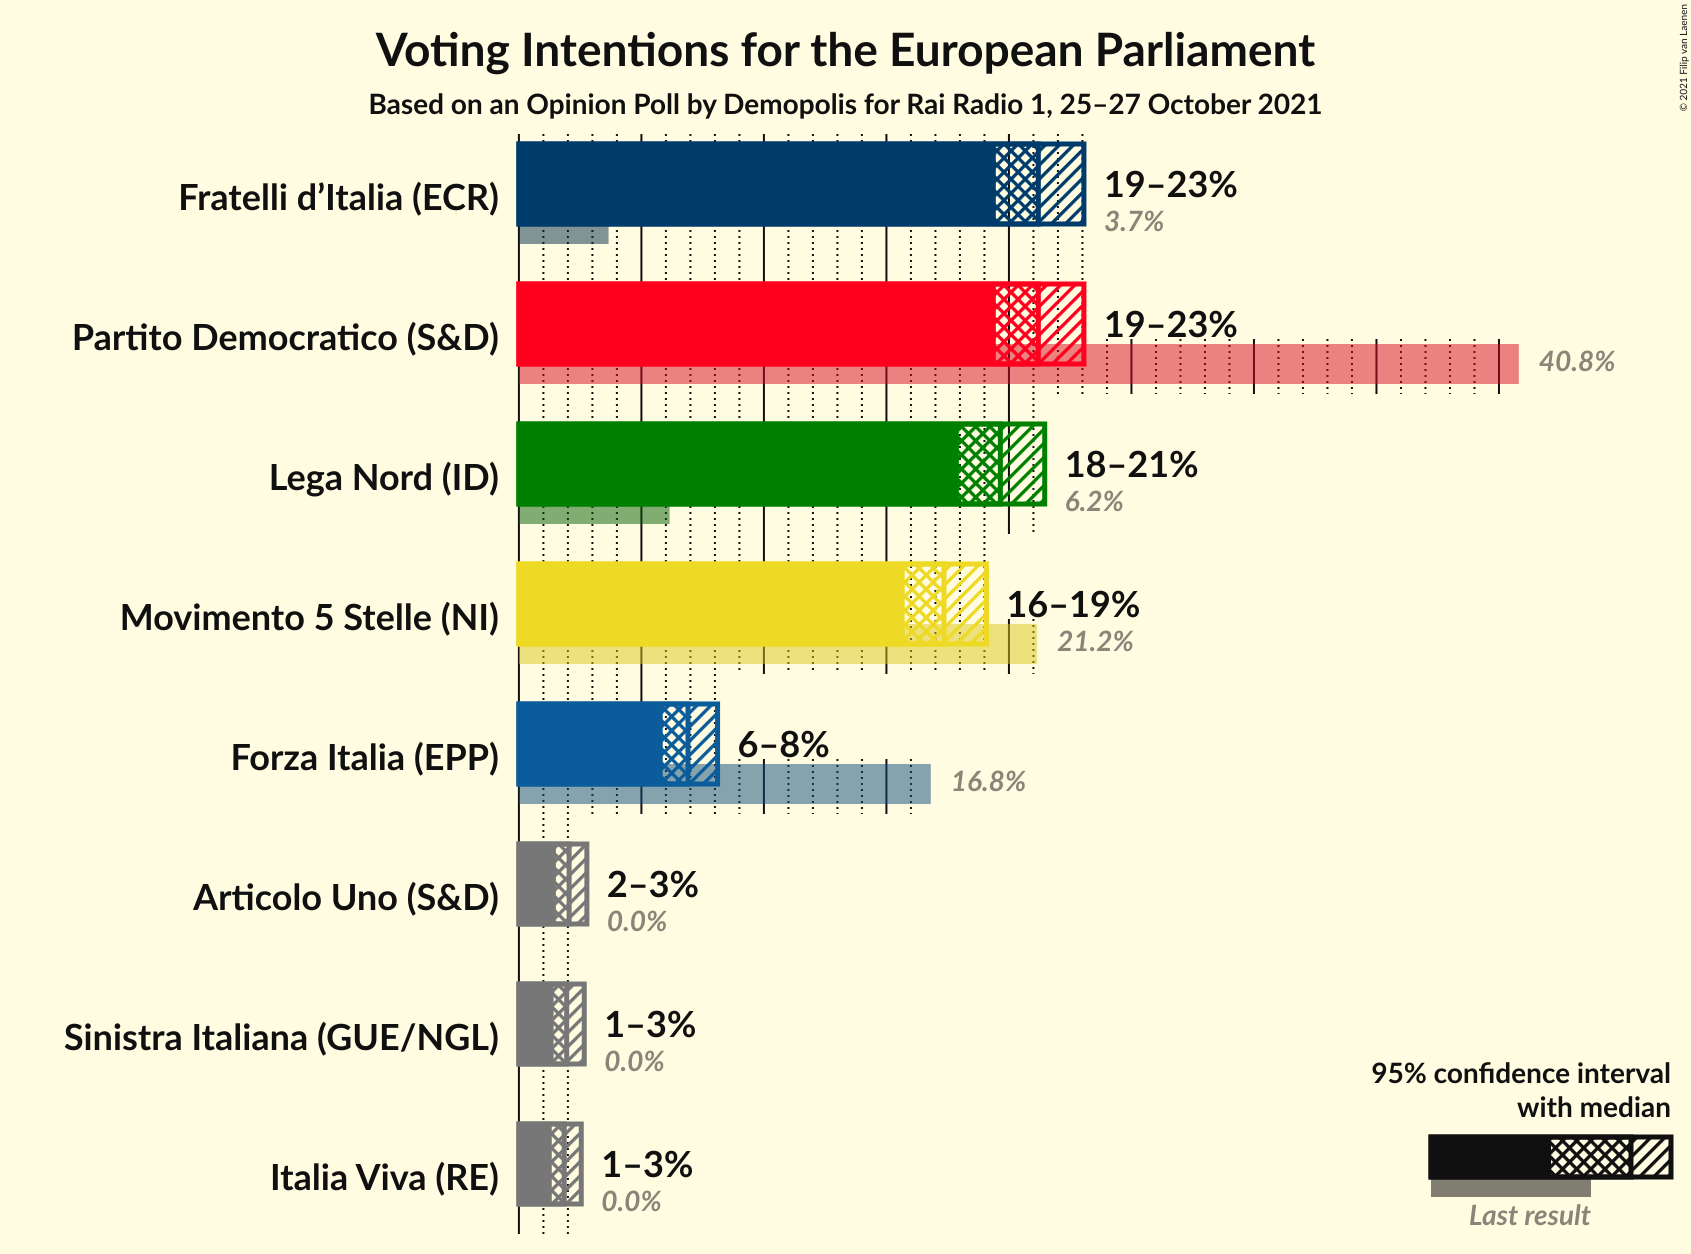 Voting Intentions for the European Parliament
Based on an Opinion Poll by Demopolis for Rai Radio 1, 25–27 October 2021
© 2021 Filip van Laenen
Fratelli d’Italia (ECR)
19–23%
3.7%
Partito Democratico (S&D)
19–23%
40.8%
Lega Nord (ID)
18–21%
6.2%
Movimento 5 Stelle (NI)
16–19%
21.2%
Forza Italia (EPP)
6–8%
16.8%
Articolo Uno (S&D)
2–3%
0.0%
Sinistra Italiana (GUE/NGL)
1–3%
0.0%
Italia Viva (RE)
1–3%
0.0%
95% confidence interval
with median
Last result